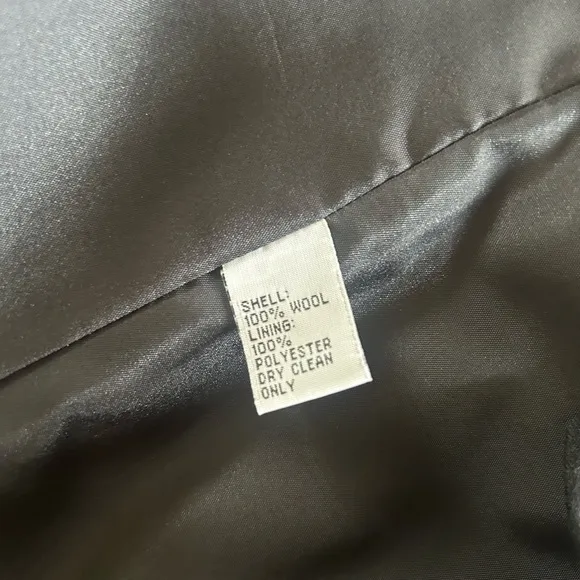 SHELL:
100% WOOL
LINING:
100%
POLYESTER
DRY CLEAN
ONLY